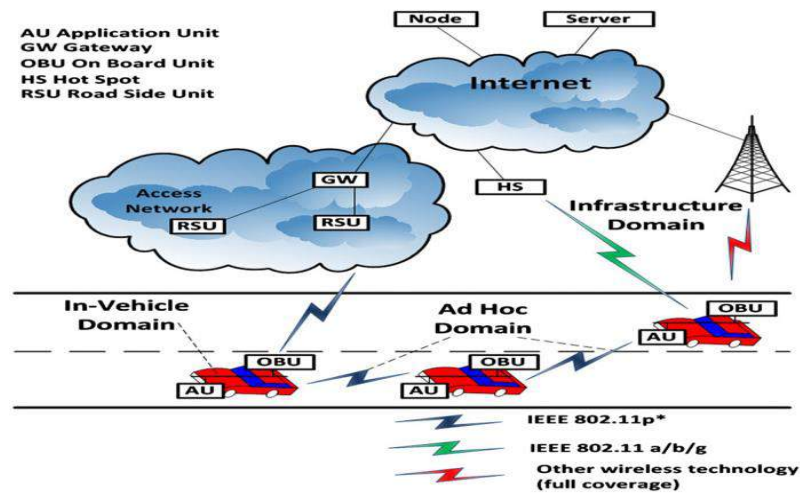 AU Application Unit
GW Gateway
OBU On Board Unit
HS Hot Spot
RSU Road Side Unit
Node
Server
Internet
GW
Access
Network
RSU
RSU
HS
Infrastructure
Domain
In-Vehicle
Domain
Ad Hoc
Domain
OBU
AU
OBU
AU
OBU
AU
IEEE 802.11p*
IEEE 802.11 a/b/g
Other wireless technology
(full coverage)